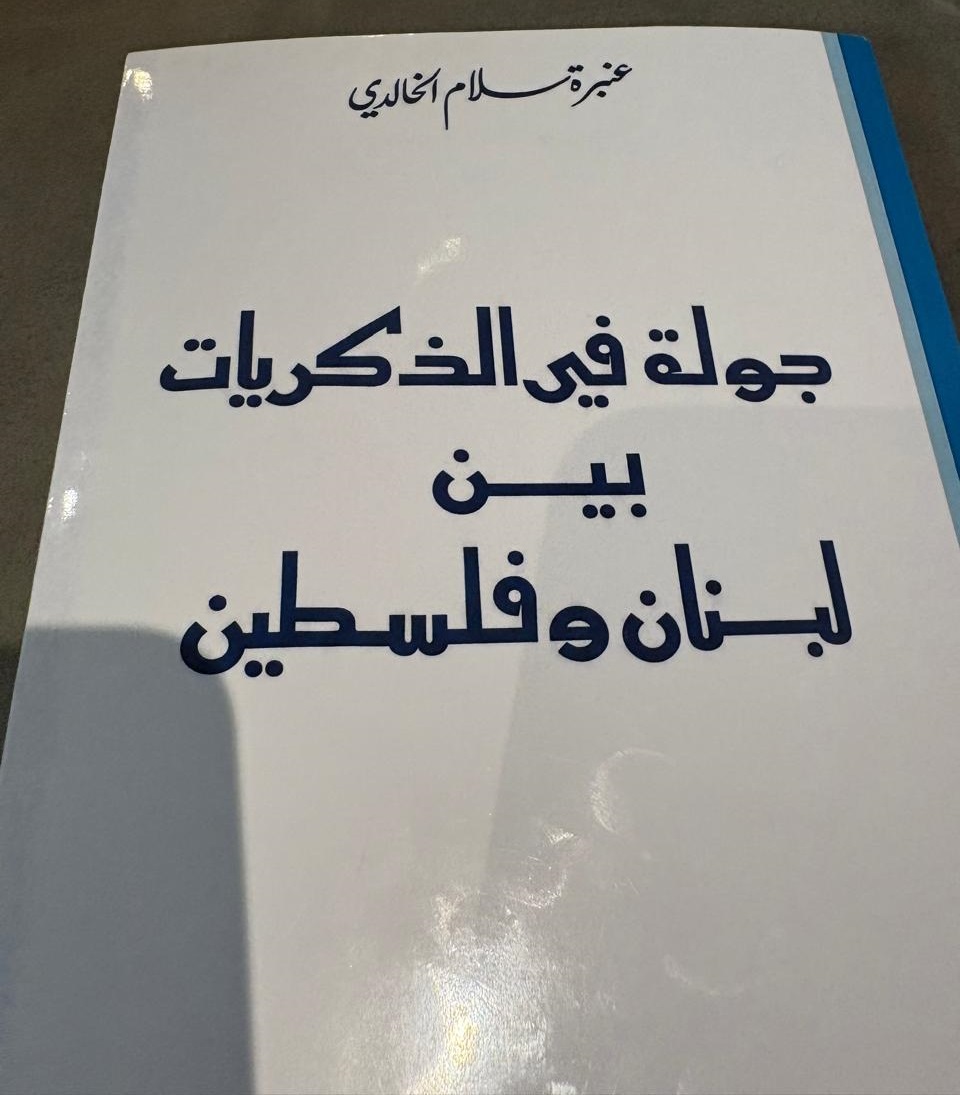 عنبرة سلام الخالدي
جولة في الذكريات
بين
لبنان وفلسطين